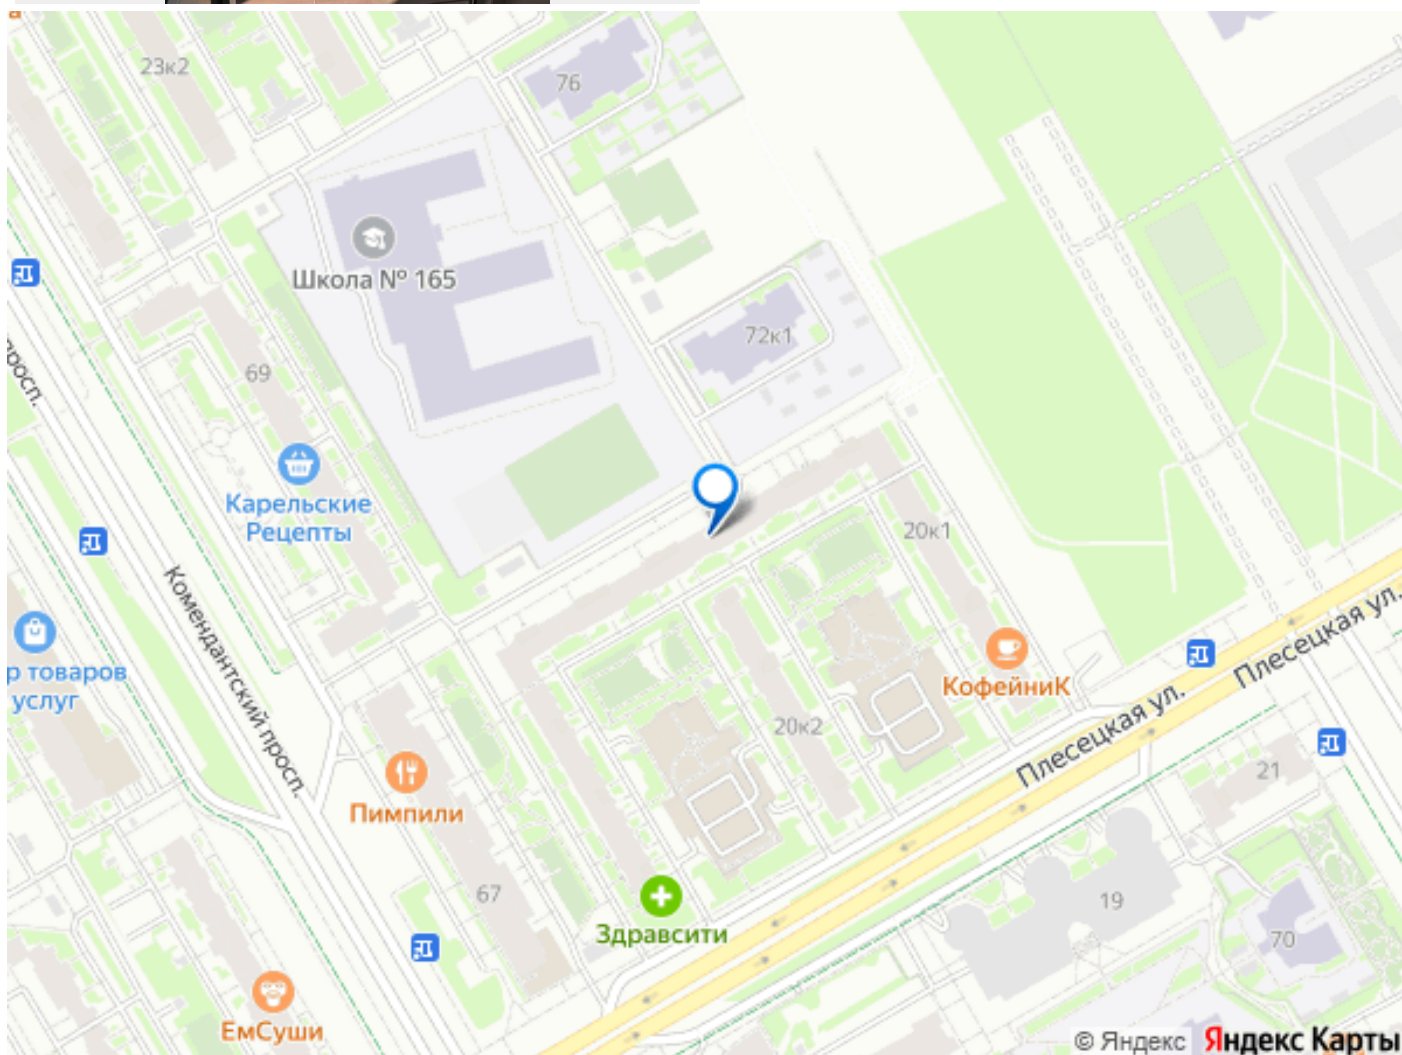 23к2
76
Школа № 165
72к1
69
Карельские
Рецепты
20к1
Комендантский просп.
просп.
р товаров
услуг
КофейниК
Плесецкая ул.
Плесецкая ул.
20к2
Пимпили
21
67
19
Здравсити
70
ЕмСуши
© Яндекс Яндекс Карты